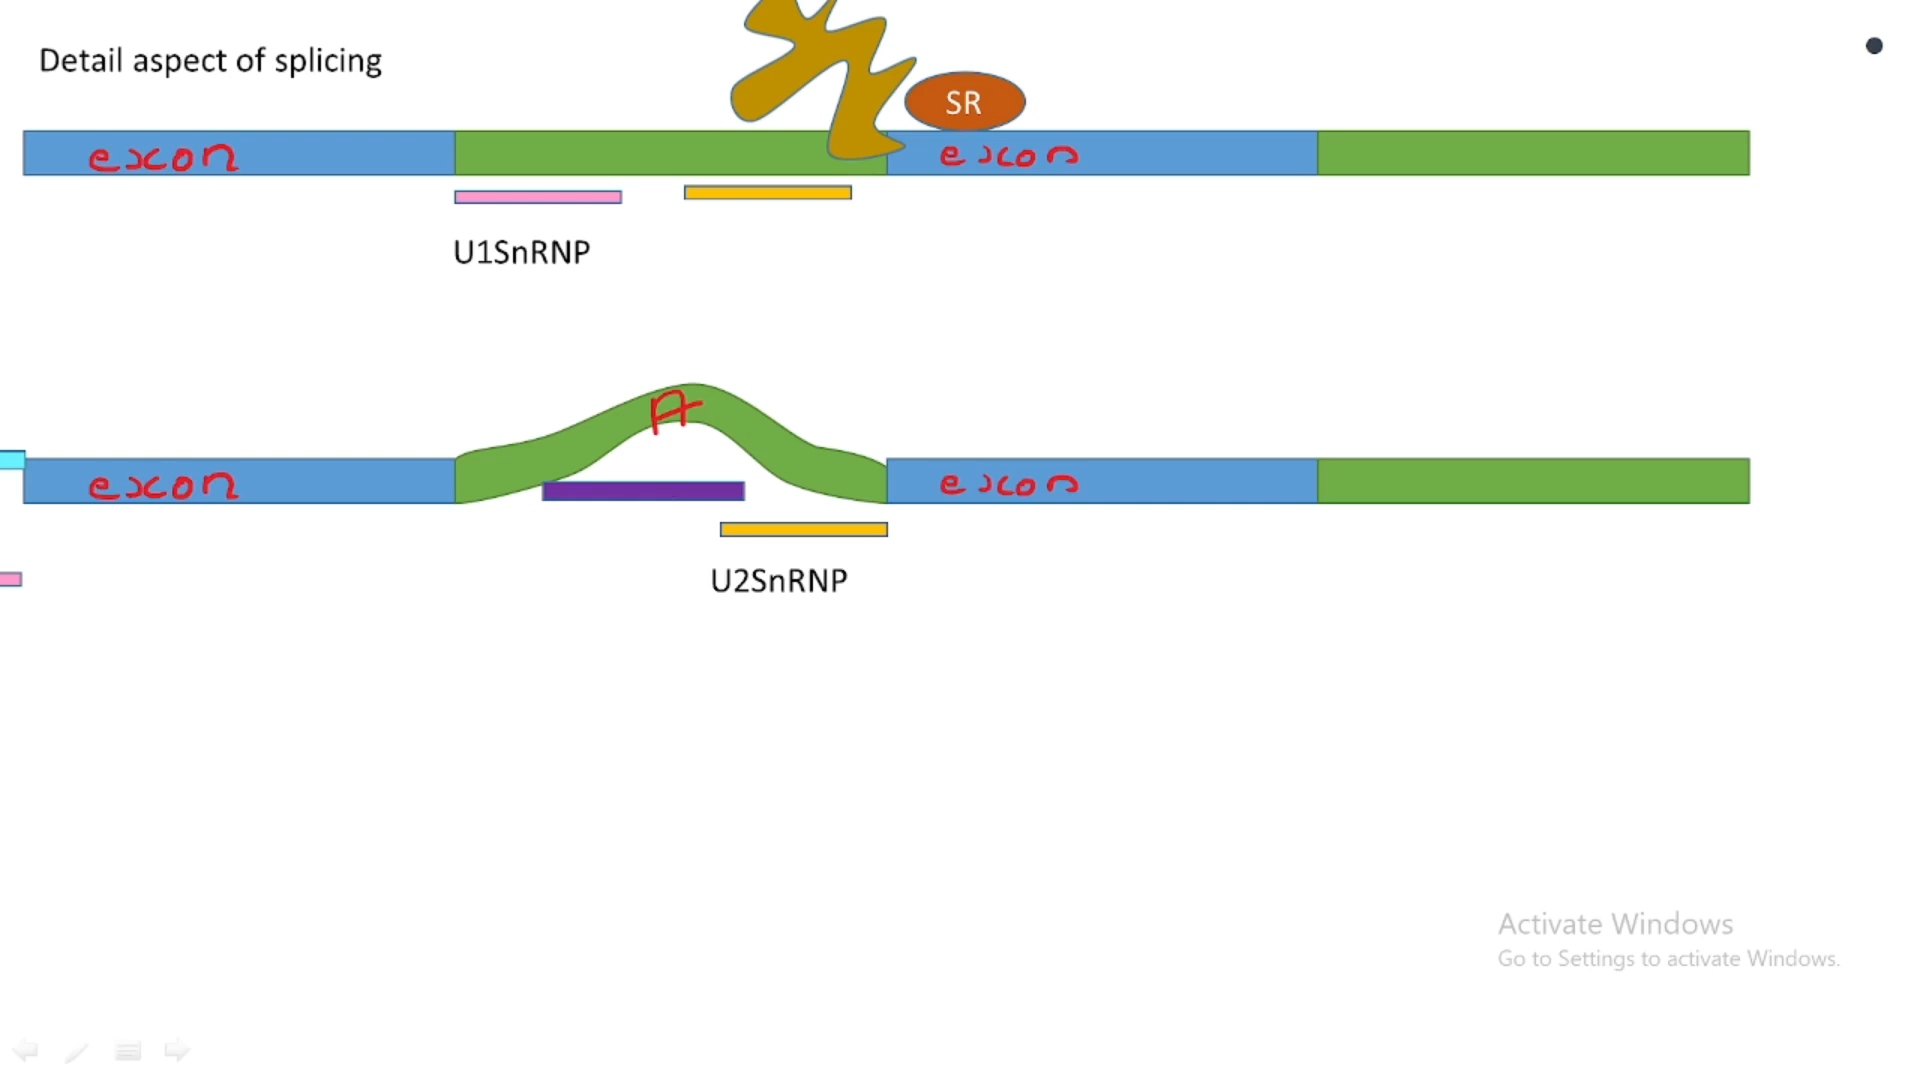 Detail aspect of splicing
SR
exon
exon
U1SnRNP
A
exon
exon
U2SnRNP
Activate Windows
Go to Settings to activate Windows.